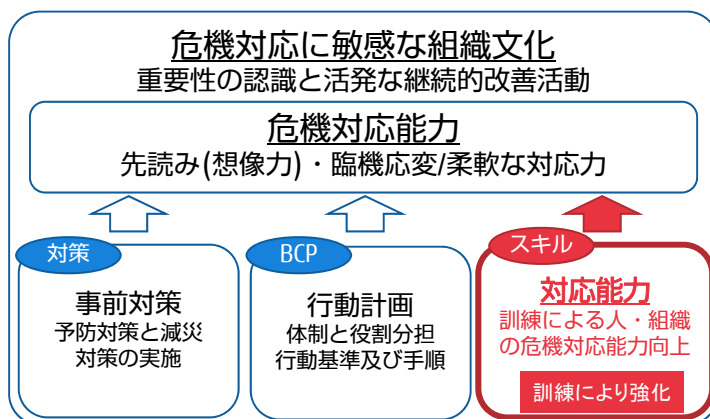 危機対応に敏感な組織文化
重要性の認識と活発な継続的改善活動
危機対応能力
先読み(想像力)・臨機応変/柔軟な対応力
対策
事前対策
予防対策と減災
対策の実施
BCP
行動計画
体制と役割分担
行動基準及び手順
スキル
対応能力
訓練による人・組織
の危機対応能力向上
訓練により強化